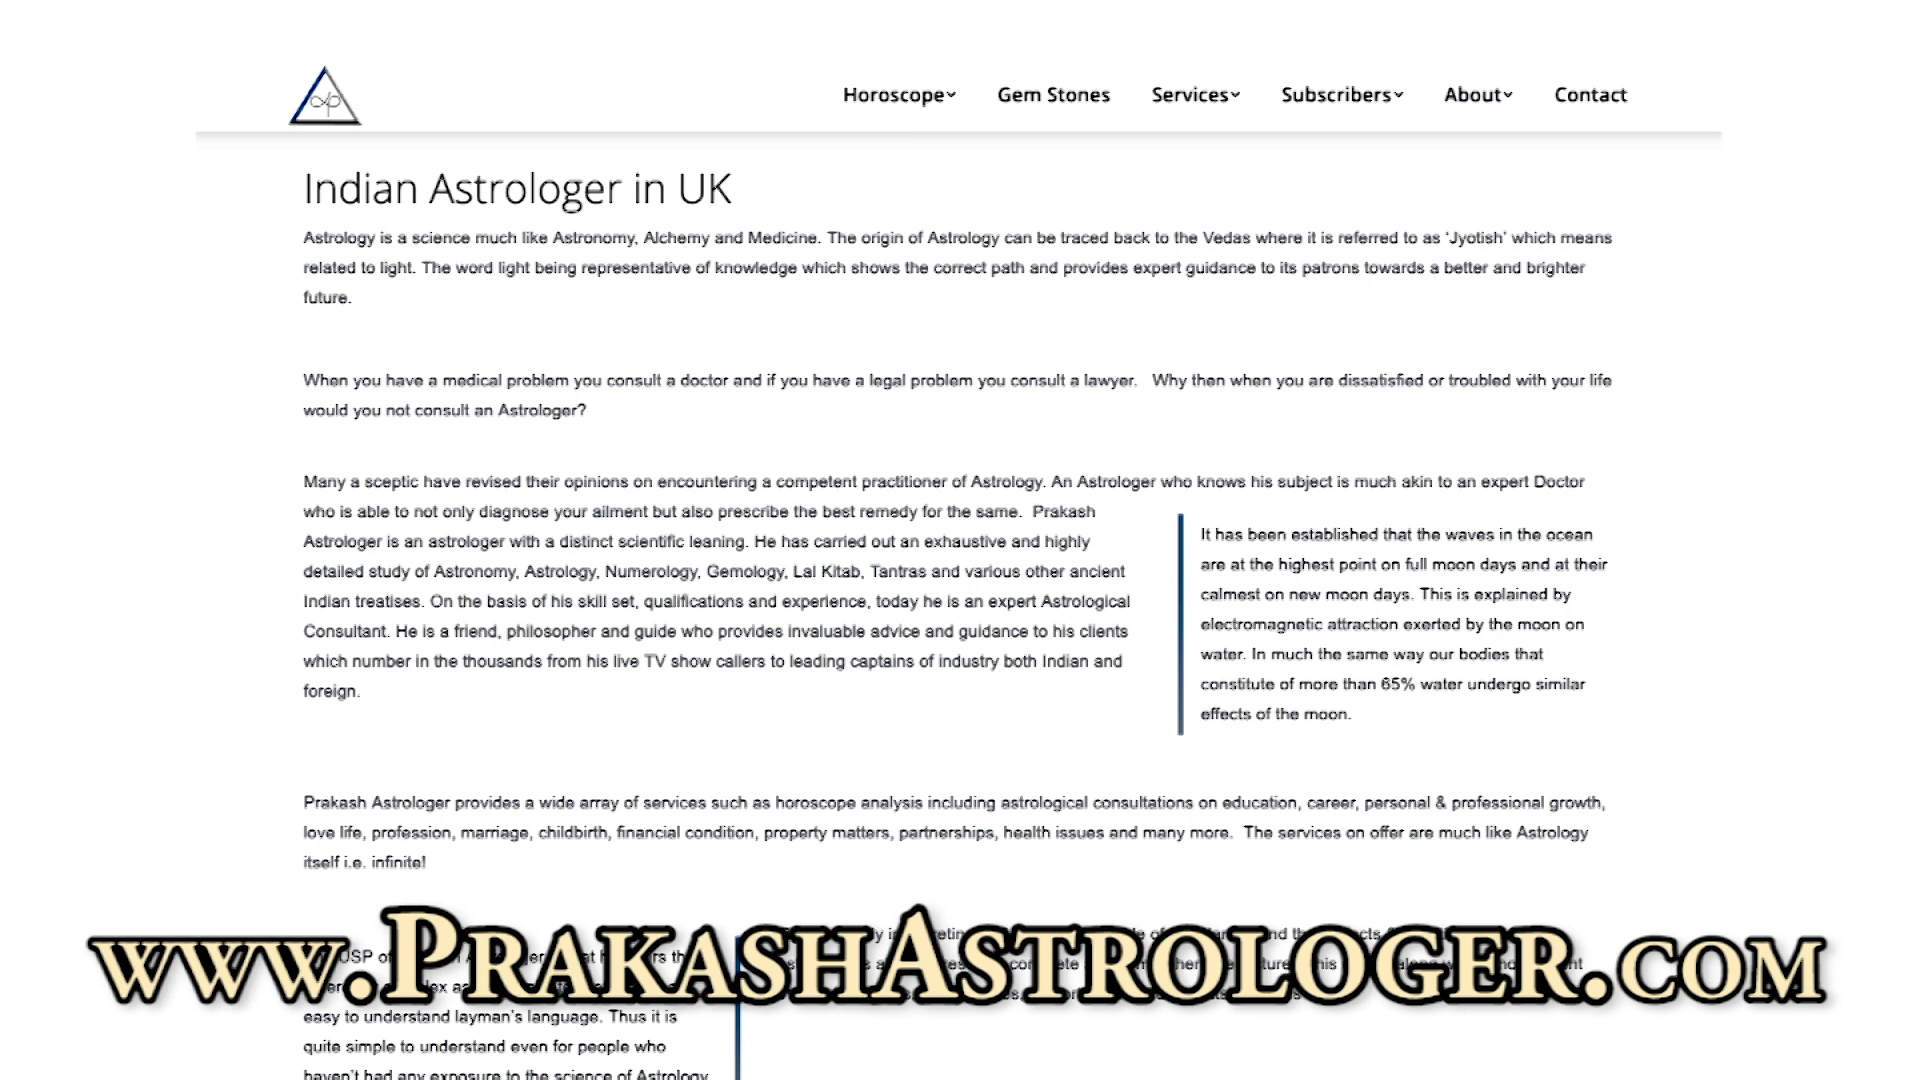 Horoscope Gem Stones Services Subscribers About Contact
Indian Astrologer in UK
Astrology is a science much like Astronomy, Alchemy and Medicine. The origin of Astrology can be traced back to the Vedas where it is referred to as ‘Jyotish’ which means
related to light. The word light being representative of knowledge which shows the correct path and provides expert guidance to its patrons towards a better and brighter
future.
When you have a medical problem you consult a doctor and if you have a legal problem you consult a lawyer. Why then when you are dissatisfied or troubled with your life
would you not consult an Astrologer?
Many a sceptic have revised their opinions on encountering a competent practitioner of Astrology. An Astrologer who knows his subject is much akin to an expert Doctor
who is able to not only diagnose your ailment but also prescribe the best remedy for the same. Prakash
Astrologer is an astrologer with a distinct scientific leaning. He has carried out an exhaustive and highly
detailed study of Astronomy, Astrology, Numerology, Gemology, Lal Kitab, Tantras and various other ancient
Indian treatises. On the basis of his skill set, qualifications and experience, today he is an expert Astrological
Consultant. He is a friend, philosopher and guide who provides invaluable advice and guidance to his clients
which number in the thousands from his live TV show callers to leading captains of industry both Indian and
foreign.
It has been established that the waves in the ocean
are at the highest point on full moon days and at their
calmest on new moon days. This is explained by
electromagnetic attraction exerted by the moon on
water. In much the same way our bodies that
constitute of more than 65% water undergo similar
effects of the moon.
Prakash Astrologer provides a wide array of services such as horoscope analysis including astrological consultations on education, career, personal & professional growth,
love life, profession, marriage, childbirth, financial condition, property matters, partnerships, health issues and many more. The services on offer are much like Astrology
itself i.e. infinite!
www.PrakashAstrologer.com
easy to understand layman’s language. Thus it is
quite simple to understand even for people who
haven’t had any exposure to the science of Astrology